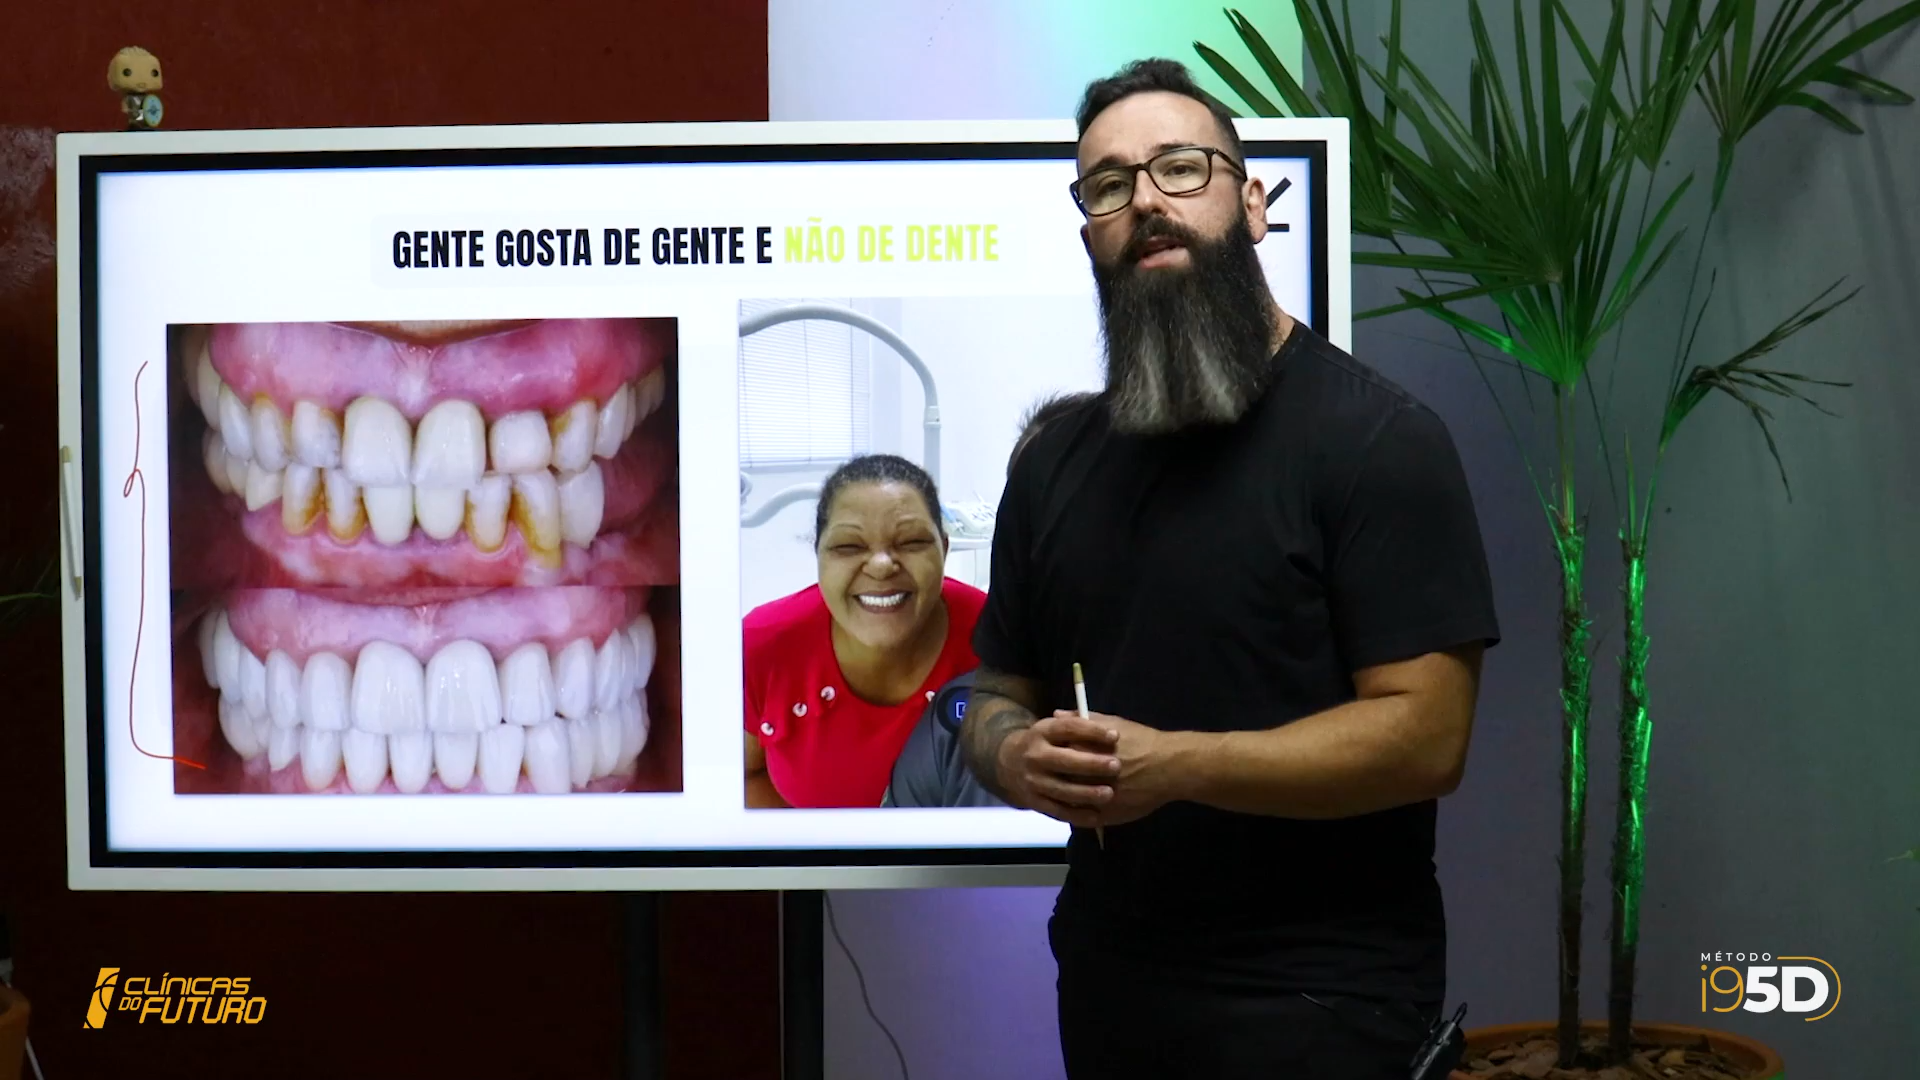 GENTE GOSTA DE GENTE E NÃO DE DENTE
CLÍNICAS
DO FUTURO
MÉTODO
i95D